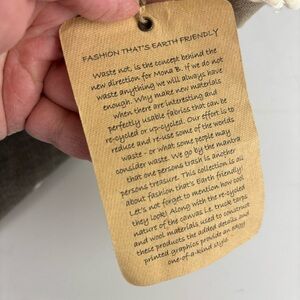 FASHION THAT'S EARTH FRIENDLY
Waste not, is the concept behind the
new direction for Mona B. If we do not
waste anything we will always have
enough. Why make new materials
when there are interesting and
perfectly usable fabrics that can be
re-cycled or up-cycled. Our effort is to
reduce and re-use some of the worlds
waste - or what some people may
consider waste. We go by the mantra
that one persons trash is another
persons treasure. This collection is all
about fashion that's Earth friendly!
Let's not forget to mention how cool
they look! Along with the re-cycled
nature of the canvas i.e. truck tarps
and wool materials used to construct
these products the added details and
printed graphics provide an edgy
one-of-a-kind style.